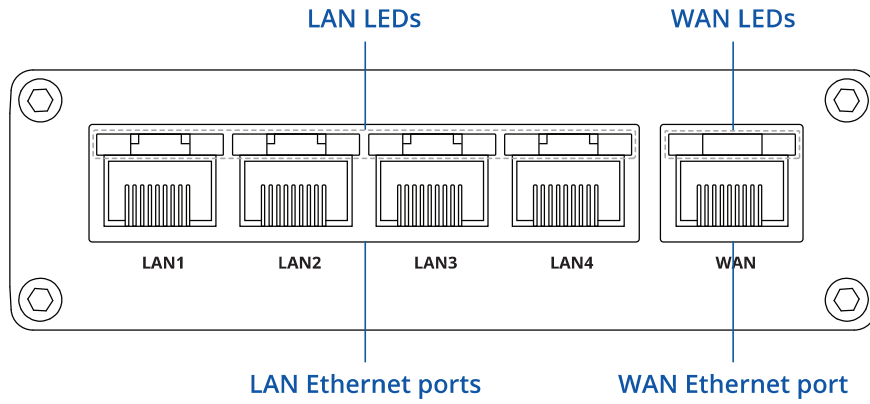 LAN LEDs
WAN LEDs
LAN1
LAN2
LAN3
LAN4
WAN
LAN Ethernet ports
WAN Ethernet port